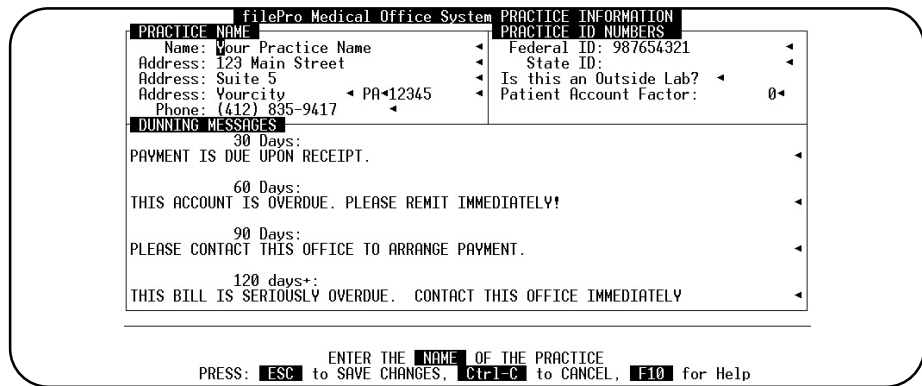 filePro Medical Office System PRACTICE INFORMATION
PRACTICE NAME
Name: Your Practice Name
Address: 123 Main Street
Address: Suite 5
Address: Yourcity PA 12345
Phone: (412) 835-9417
PRACTICE ID NUMBERS
Federal ID: 987654321
State ID:
Is this an Outside Lab?
Patient Account Factor: 0
DUNNING MESSAGES
30 Days:
PAYMENT IS DUE UPON RECEIPT.
60 Days:
THIS ACCOUNT IS OVERDUE. PLEASE REMIT IMMEDIATELY!
90 Days:
PLEASE CONTACT THIS OFFICE TO ARRANGE PAYMENT.
120 days+:
THIS BILL IS SERIOUSLY OVERDUE. CONTACT THIS OFFICE IMMEDIATELY
ENTER THE NAME OF THE PRACTICE
PRESS: ESC to SAVE CHANGES, Ctrl-C to CANCEL, F10 for Help